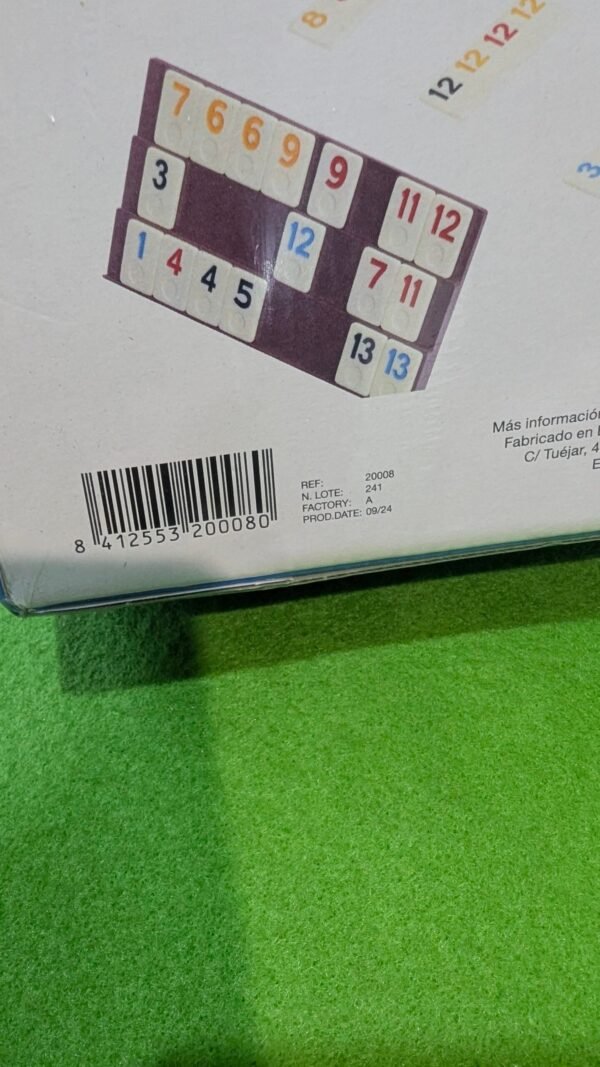 8
12 12 12 12
3
7 6 6 9 9 11 12
3 12 7 11
1 4 4 5 13 13
Más informació
Fabricado en
C/ Tuéjar, 4
E
REF: 20008
N. LOTE: 241
FACTORY: A
PROD.DATE: 09/24
8 412553 200080